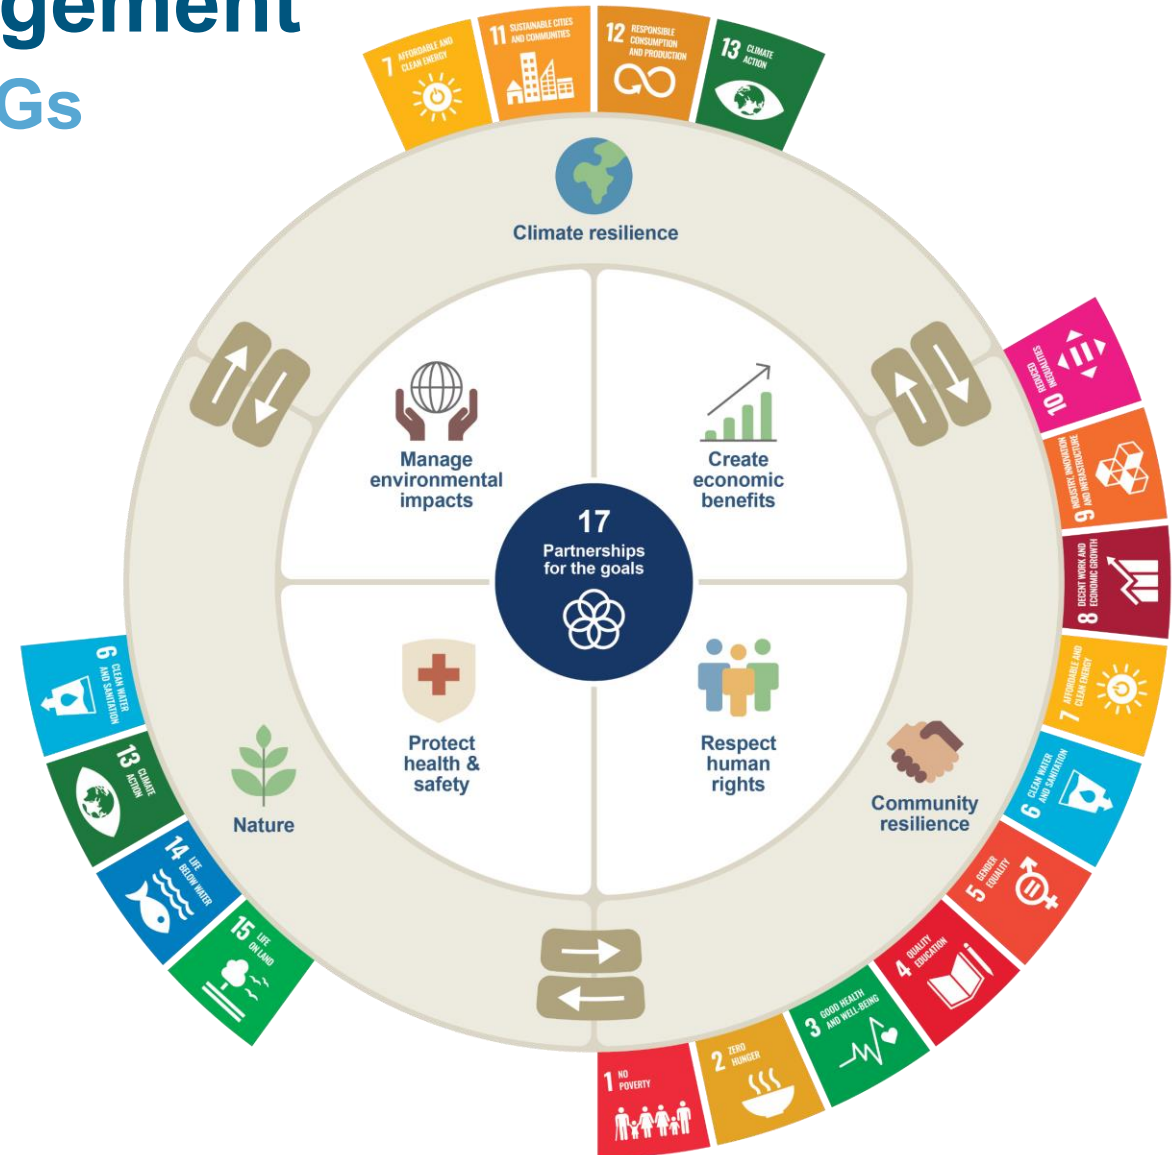 gement
Gs
7 AFFORDABLE AND
CLEAN ENERGY
11 SUSTAINABLE CITIES
AND COMMUNITIES
12 RESPONSIBLE
CONSUMPTION
AND PRODUCTION
13 CLIMATE
ACTION
Climate resilience
10 REDUCED
INEQUALITIES
9 INDUSTRY, INNOVATION
AND INFRASTRUCTURE
8 DECENT WORK AND
ECONOMIC GROWTH
7 AFFORDABLE AND
CLEAN ENERGY
6 CLEAN WATER
AND SANITATION
5 GENDER
EQUALITY
4 QUALITY
EDUCATION
3 GOOD HEALTH
AND WELL-BEING
2 ZERO
HUNGER
1 NO
POVERTY
Community
resilience
6 CLEAN WATER
AND SANITATION
13 CLIMATE
ACTION
14 LIFE
BELOW WATER
15 LIFE
ON LAND
Nature
Manage
environmental
impacts
Create
economic
benefits
17
Partnerships
for the goals
Protect
health &
safety
Respect
human
rights